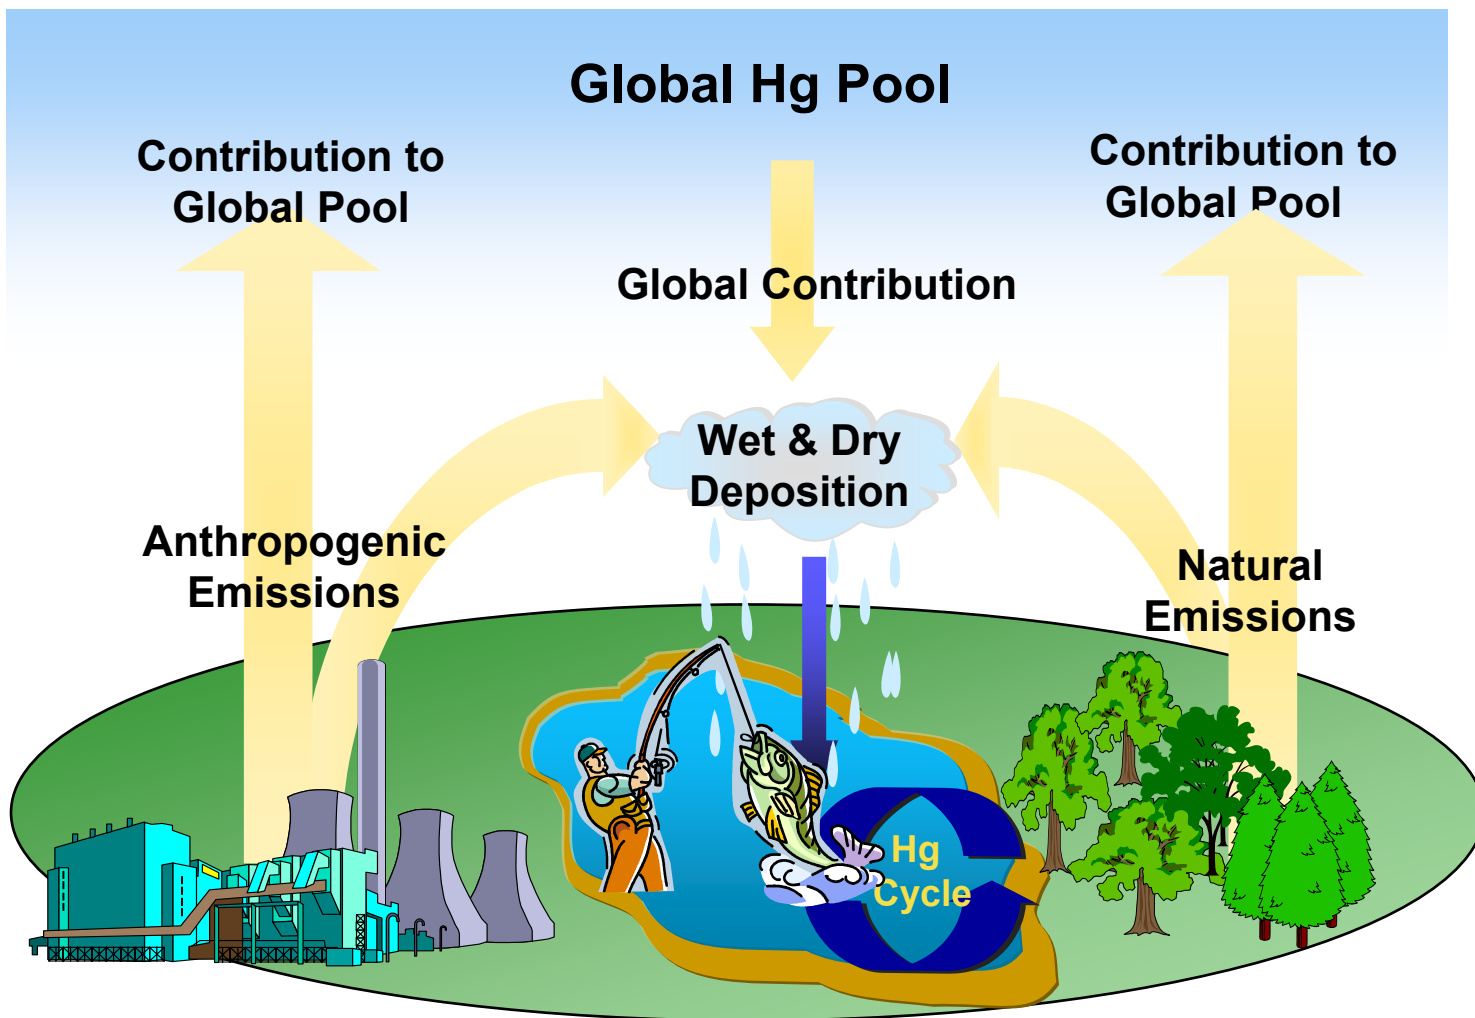 Global Hg Pool
Contribution to
Global Pool
Contribution to
Global Pool
Global Contribution
Wet & Dry
Deposition
Anthropogenic
Emissions
Natural
Emissions
Hg
Cycle